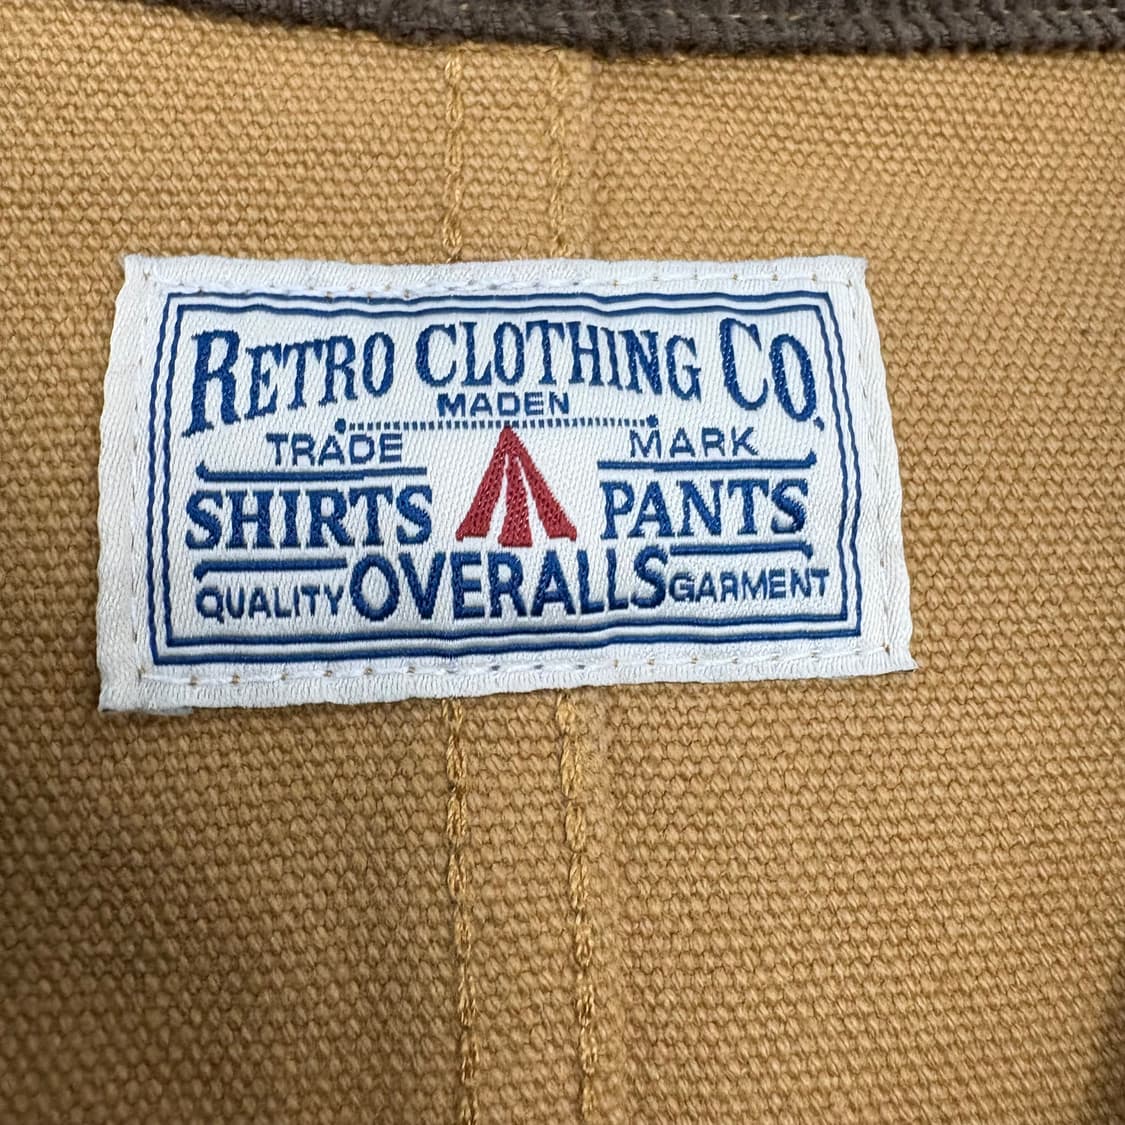 RETRO CLOTHING CO.
MADEN
TRADE MARK
SHIRTS PANTS
QUALITY OVERALLS GARMENT